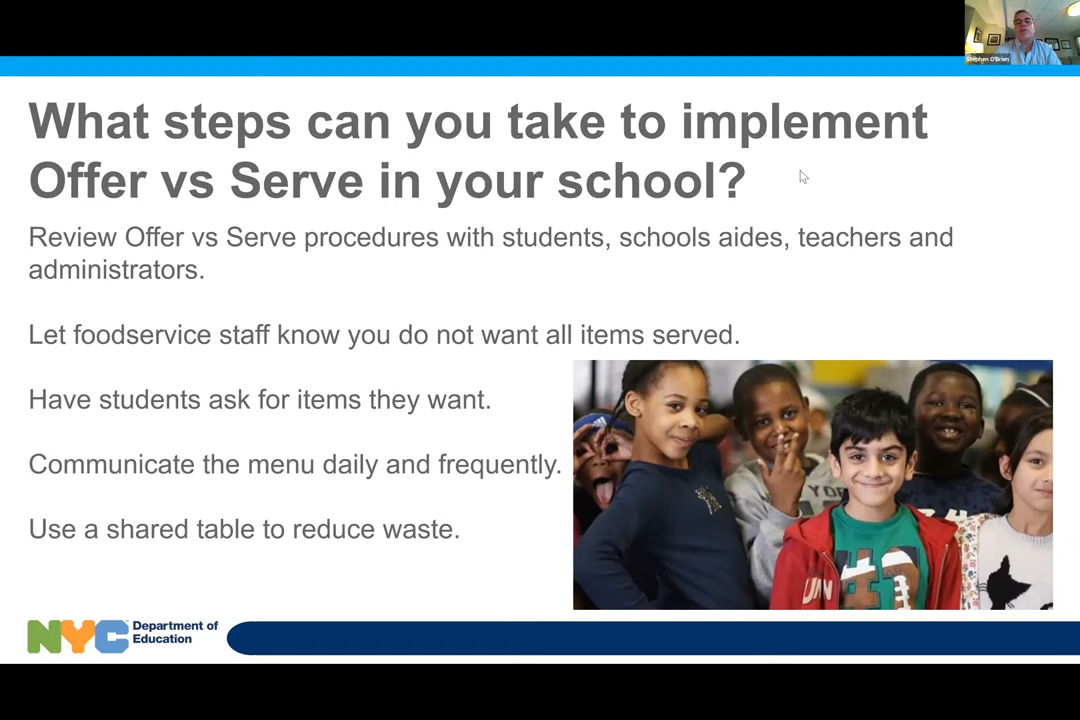 Stephen O'Brien
What steps can you take to implement
Offer vs Serve in your school?
Review Offer vs Serve procedures with students, schools aides, teachers and
administrators.
Let foodservice staff know you do not want all items served.
Have students ask for items they want.
Communicate the menu daily and frequently.
Use a shared table to reduce waste.
YOR
#1
UN
NYC
Department of
Education